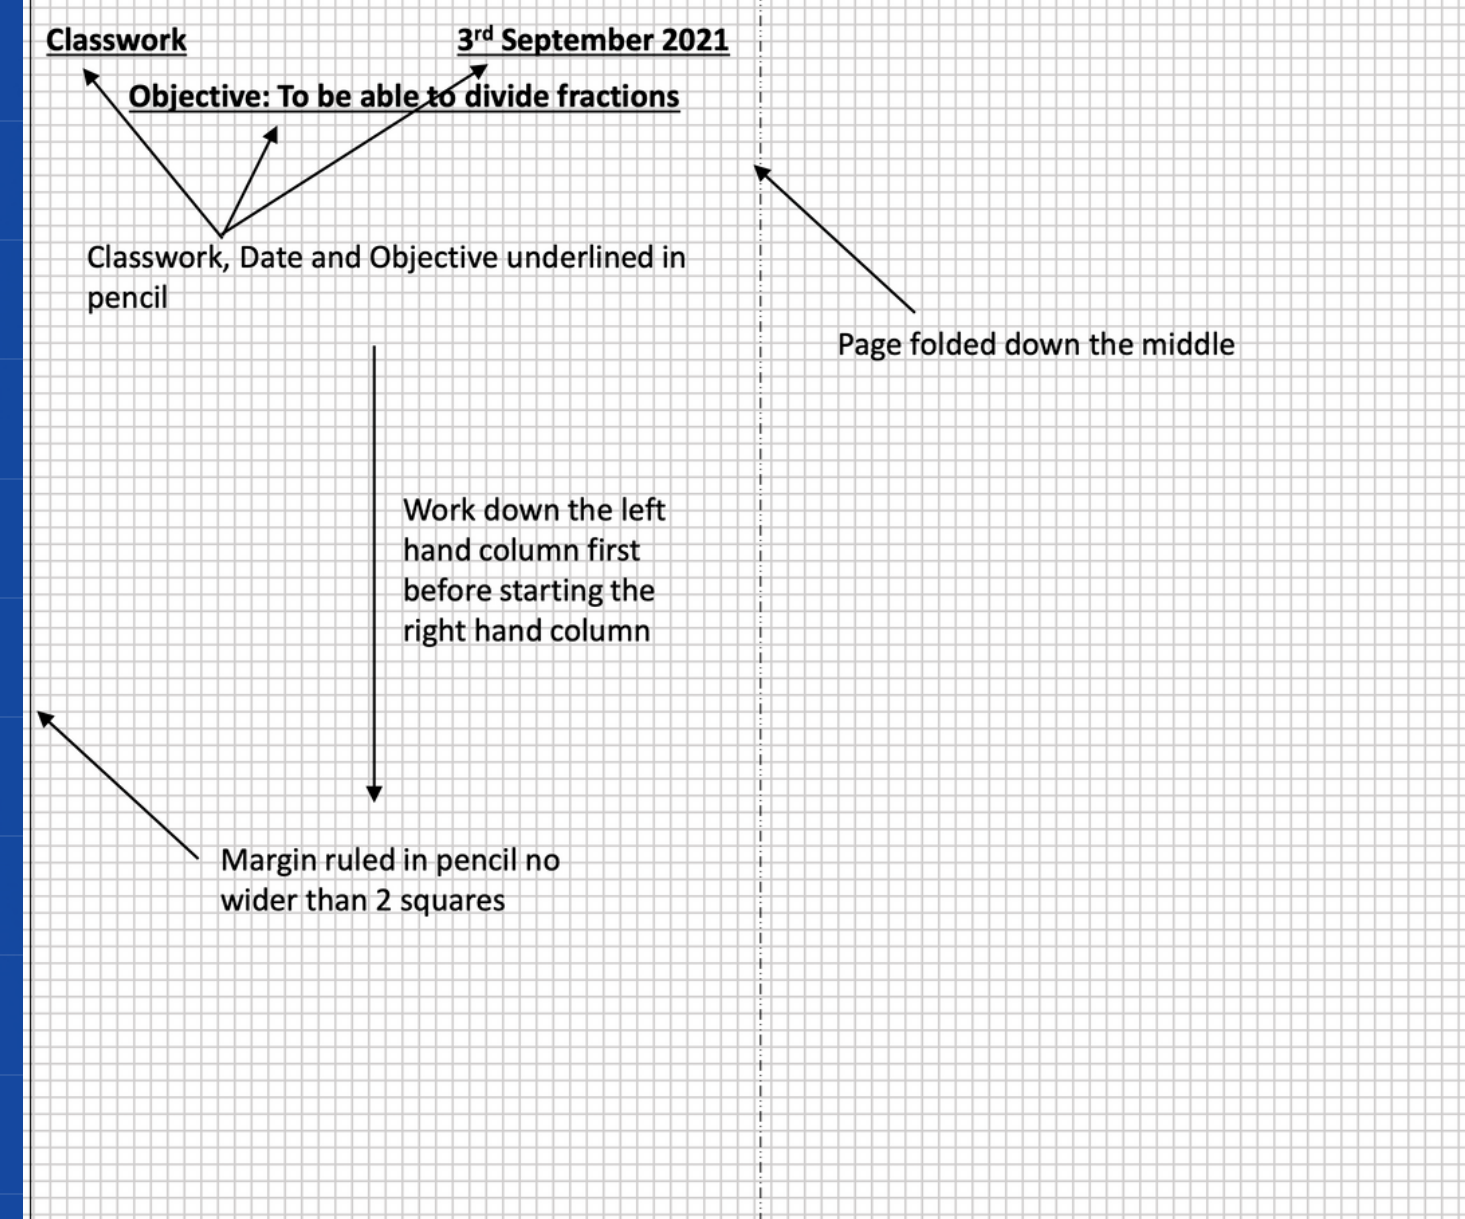 Classwork 3rd September 2021
Objective: To be able to divide fractions
Classwork, Date and Objective underlined in
pencil
Page folded down the middle
Work down the left
hand column first
before starting the
right hand column
Margin ruled in pencil no
wider than 2 squares